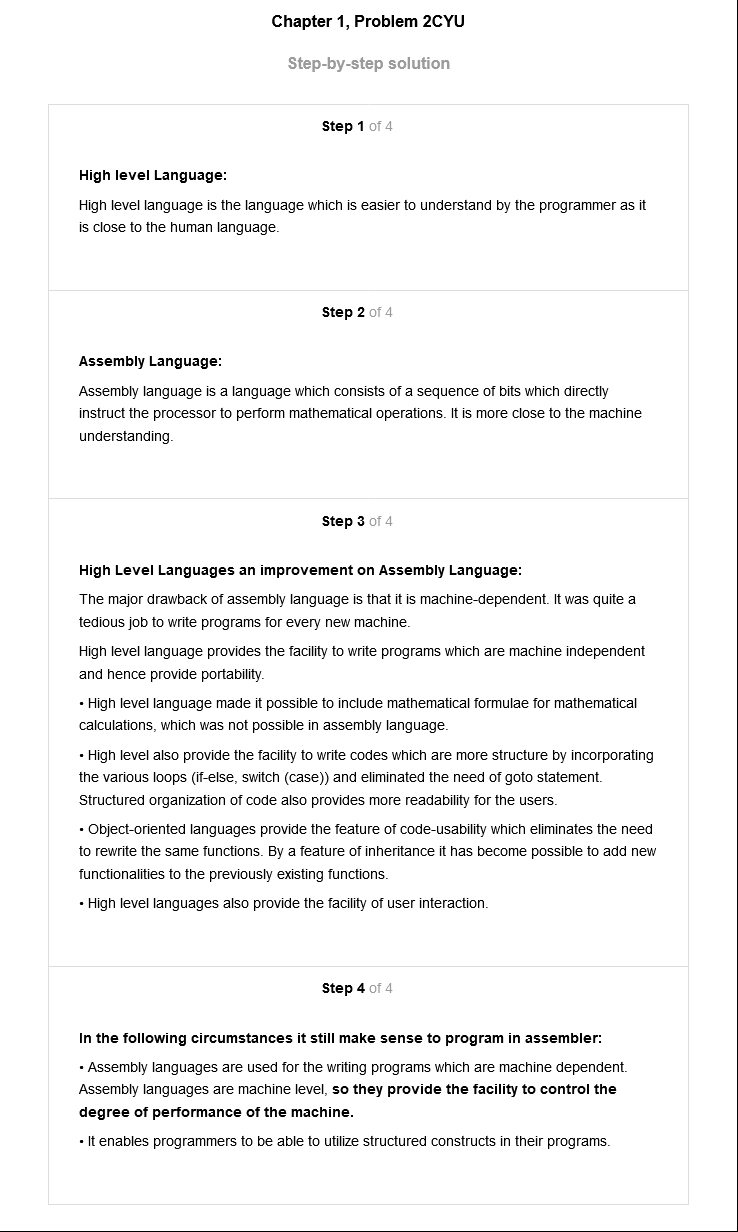 Chapter 1, Problem 2CYU
Step-by-step solution
Step 1 of 4
High level Language:
High level language is the language which is easier to understand by the programmer as it
is close to the human language.
Step 2 of 4
Assembly Language:
Assembly language is a language which consists of a sequence of bits which directly
instruct the processor to perform mathematical operations. It is more close to the machine
understanding.
Step 3 of 4
High Level Languages an improvement on Assembly Language:
The major drawback of assembly language is that it is machine-dependent. It was quite a
tedious job to write programs for every new machine.
High level language provides the facility to write programs which are machine independent
and hence provide portability.
• High level language made it possible to include mathematical formulae for mathematical
calculations, which was not possible in assembly language.
• High level also provide the facility to write codes which are more structure by incorporating
the various loops (if-else, switch (case)) and eliminated the need of goto statement.
Structured organization of code also provides more readability for the users.
• Object-oriented languages provide the feature of code-usability which eliminates the need
to rewrite the same functions. By a feature of inheritance it has become possible to add new
functionalities to the previously existing functions.
• High level languages also provide the facility of user interaction.
Step 4 of 4
In the following circumstances it still make sense to program in assembler:
• Assembly languages are used for the writing programs which are machine dependent.
Assembly languages are machine level, so they provide the facility to control the
degree of performance of the machine.
• It enables programmers to be able to utilize structured constructs in their programs.